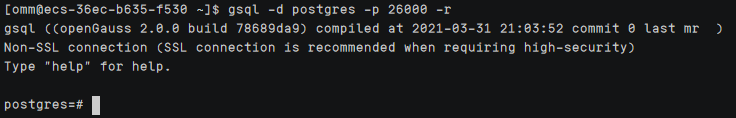 [omm@ecs-36ec-b635-f530 ~]$ gsql -d postgres -p 26000 -r
gsql ((openGauss 2.0.0 build 78689da9) compiled at 2021-03-31 21:03:52 commit 0 last mr  )
Non-SSL connection (SSL connection is recommended when requiring high-security)
Type "help" for help.
postgres=#